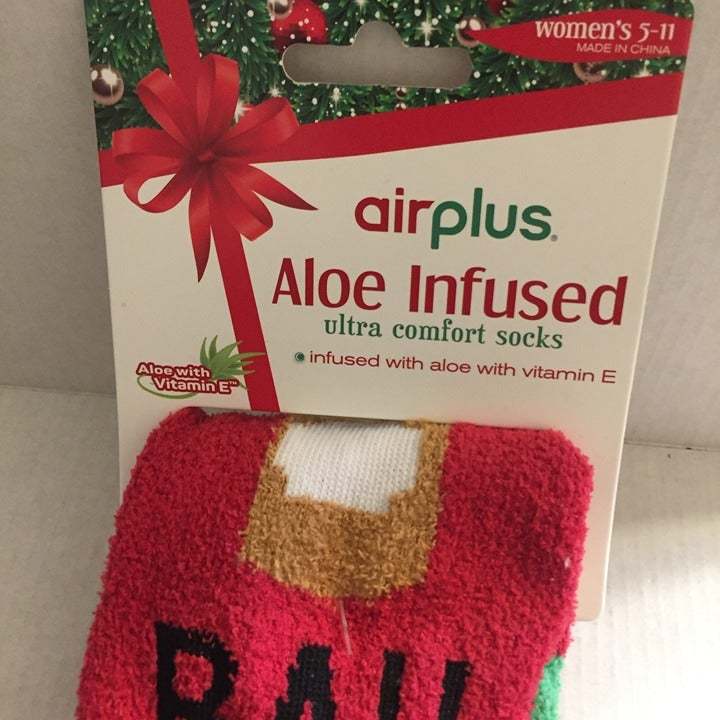 women's 5-11
MADE IN CHINA
airplus®
Aloe Infused
ultra comfort socks
infused with aloe with vitamin E
Aloe with
Vitamin E™